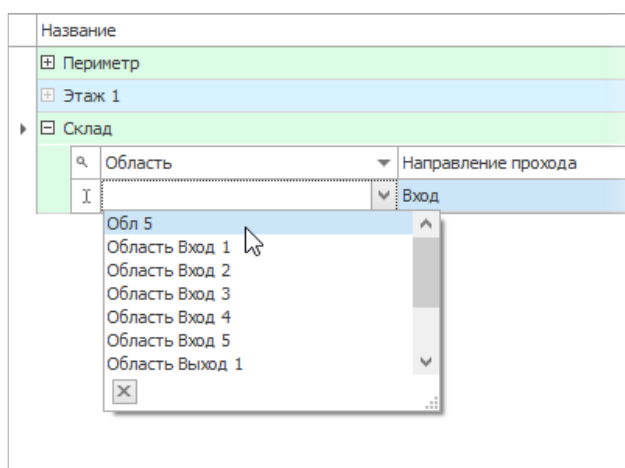 Название
Периметр
Этаж 1
Склад
Область Направление прохода
Вход
Обл 5
Область Вход 1
Область Вход 2
Область Вход 3
Область Вход 4
Область Вход 5
Область Выход 1